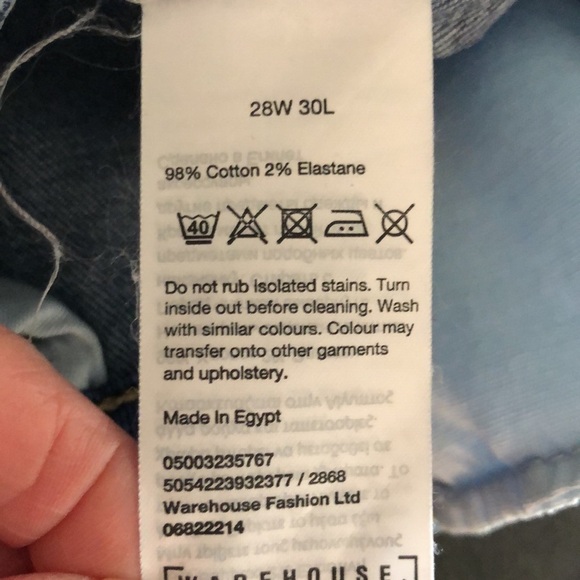 28W 30L
98% Cotton 2% Elastane
40
Do not rub isolated stains. Turn
inside out before cleaning. Wash
with similar colours. Colour may
transfer onto other garments
and upholstery.
Made In Egypt
05003235767
5054223932377 / 2868
Warehouse Fashion Ltd
06822214
WAREHOUSE